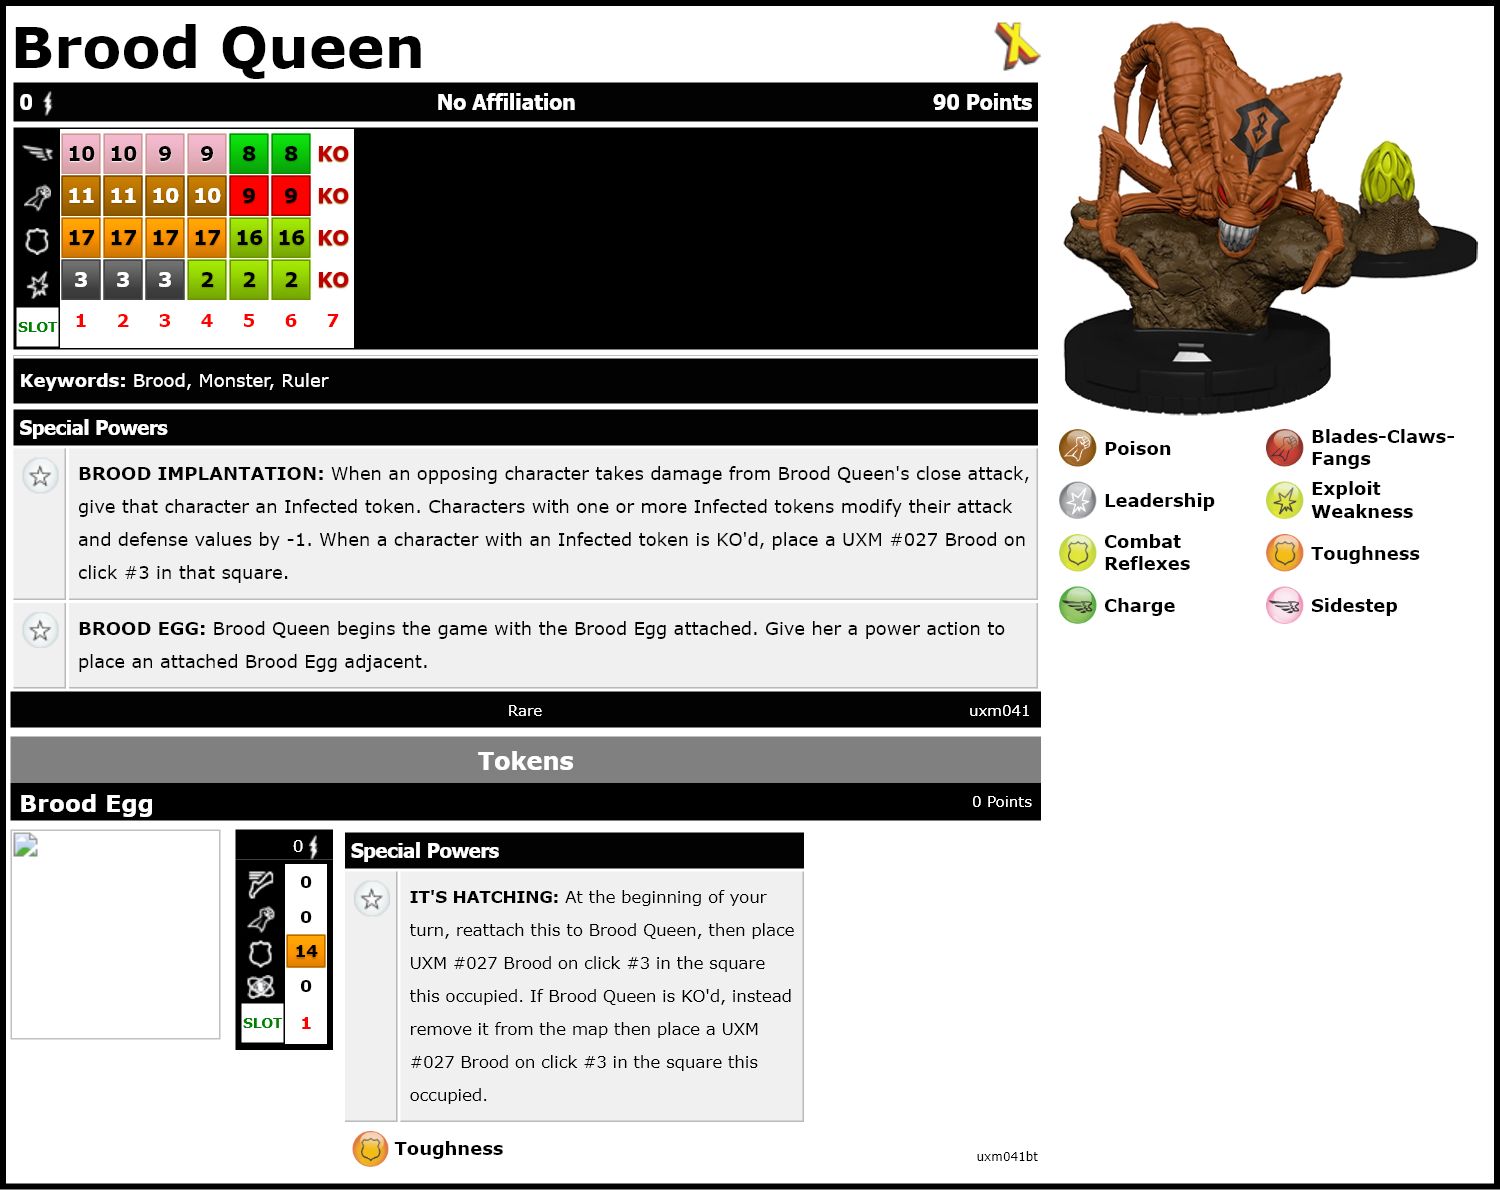 Brood Queen
0 No Affiliation 90 Points
10 10 9 9 8 8 KO
11 11 10 10 9 9 KO
17 17 17 17 16 16 KO
3 3 3 2 2 2 KO
SLOT 1 2 3 4 5 6 7
Keywords: Brood, Monster, Ruler
Special Powers
BROOD IMPLANTATION: When an opposing character takes damage from Brood Queen's close attack,
give that character an Infected token. Characters with one or more Infected tokens modify their attack
and defense values by -1. When a character with an Infected token is KO'd, place a UXM #027 Brood on
click #3 in that square.
BROOD EGG: Brood Queen begins the game with the Brood Egg attached. Give her a power action to
place an attached Brood Egg adjacent.
Rare uxm041
Poison
Blades-Claws-
Fangs
Leadership
Exploit
Weakness
Combat
Reflexes
Toughness
Charge
Sidestep
Tokens
Brood Egg 0 Points
0
0
0
14
0
SLOT 1
Special Powers
IT'S HATCHING: At the beginning of your
turn, reattach this to Brood Queen, then place
UXM #027 Brood on click #3 in the square
this occupied. If Brood Queen is KO'd, instead
remove it from the map then place a UXM
#027 Brood on click #3 in the square this
occupied.
Toughness
uxm041bt